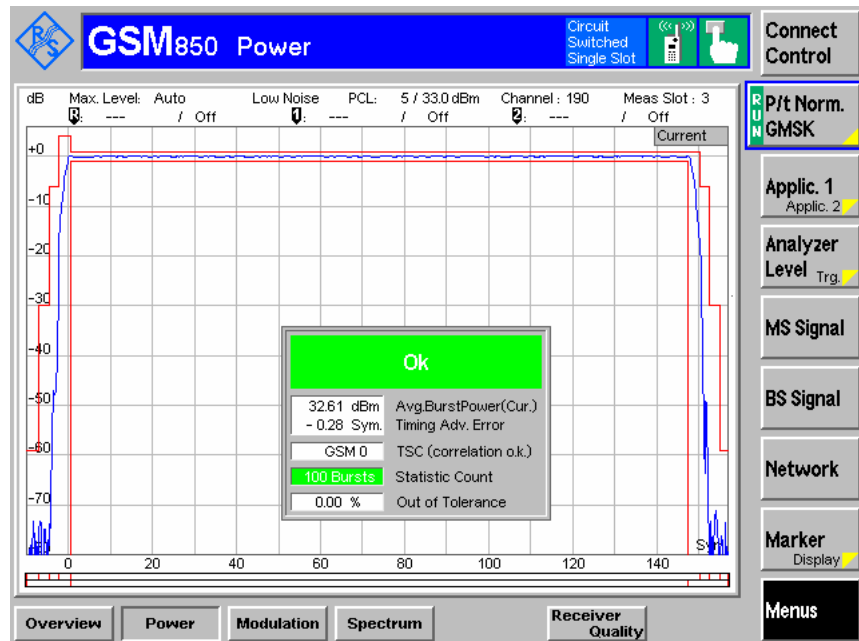 R S
GSM850 Power
Circuit
Switched
Single Slot
Connect
Control
dB Max. Level: Auto Low Noise PCL: 5 / 33.0 dBm Channel : 190 Meas Slot : 3
R: --- / Off 1: --- / Off 2: --- / Off
Current
RUN
P/t Norm.
GMSK
Applic. 1
Applic. 2
Analyzer
Level Trg.
MS Signal
BS Signal
Network
Marker
Display
Menus
+0
-10
-20
-30
-40
-50
-60
-70
Ok
32.61 dBm Avg.BurstPower(Cur.)
- 0.28 Sym. Timing Adv. Error
GSM 0 TSC (correlation o.k.)
100 Bursts Statistic Count
0.00 % Out of Tolerance
0 20 40 60 80 100 120 140
Overview Power Modulation Spectrum
Receiver
Quality